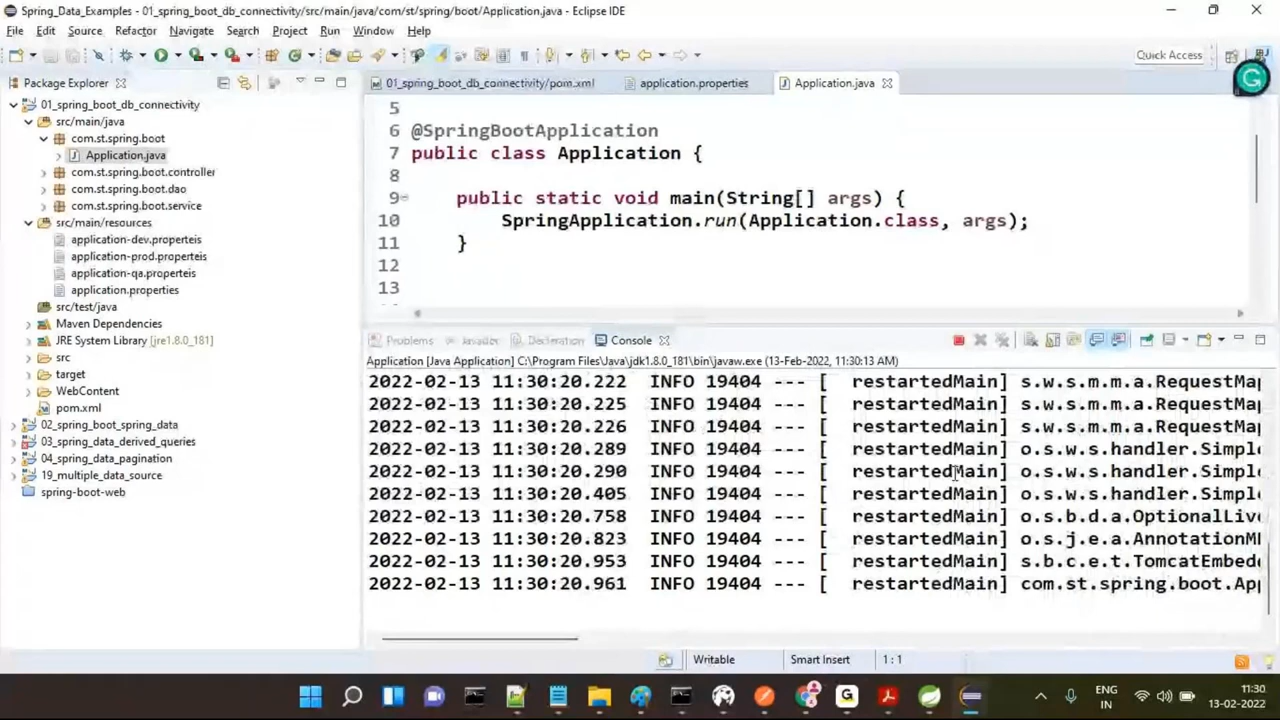 Spring_Data_Examples - 01_spring_boot_db_connectivity/src/main/java/com/st/spring/boot/Application.java - Eclipse IDE
File Edit Source Refactor Navigate Search Project Run Window Help
Quick Access
Package Explorer
01_spring_boot_db_connectivity
src/main/java
com.st.spring.boot
Application.java
com.st.spring.boot.controller
com.st.spring.boot.dao
com.st.spring.boot.service
src/main/resources
application-dev.properteis
application-prod.properteis
application-qa.properteis
application.properties
src/test/java
Maven Dependencies
JRE System Library [jre1.8.0_181]
src
target
WebContent
pom.xml
02_spring_boot_spring_data
03_spring_data_derived_queries
04_spring_data_pagination
19_multiple_data_source
spring-boot-web
01_spring_boot_db_connectivity/pom.xml application.properties Application.java
5
6 @SpringBootApplication
7 public class Application {
8
9 public static void main(String[] args) {
10 SpringApplication.run(Application.class, args);
11 }
12
13
Problems Javadoc Declaration Console
Application [Java Application] C:\Program Files\Java\jdk1.8.0_181\bin\javaw.exe (13-Feb-2022, 11:30:13 AM)
2022-02-13 11:30:20.222 INFO 19404 --- [ restartedMain] s.w.s.m.m.a.RequestMap
2022-02-13 11:30:20.225 INFO 19404 --- [ restartedMain] s.w.s.m.m.a.RequestMap
2022-02-13 11:30:20.226 INFO 19404 --- [ restartedMain] s.w.s.m.m.a.RequestMap
2022-02-13 11:30:20.289 INFO 19404 --- [ restartedMain] o.s.w.s.handler.Simple
2022-02-13 11:30:20.290 INFO 19404 --- [ restartedMain] o.s.w.s.handler.Simple
2022-02-13 11:30:20.405 INFO 19404 --- [ restartedMain] o.s.w.s.handler.Simple
2022-02-13 11:30:20.758 INFO 19404 --- [ restartedMain] o.s.b.d.a.OptionalLive
2022-02-13 11:30:20.823 INFO 19404 --- [ restartedMain] o.s.j.e.a.AnnotationMB
2022-02-13 11:30:20.953 INFO 19404 --- [ restartedMain] s.b.c.e.t.TomcatEmbedd
2022-02-13 11:30:20.961 INFO 19404 --- [ restartedMain] com.st.spring.boot.App
Writable Smart Insert 1 : 1
ENG
IN
11:30
13-02-2022